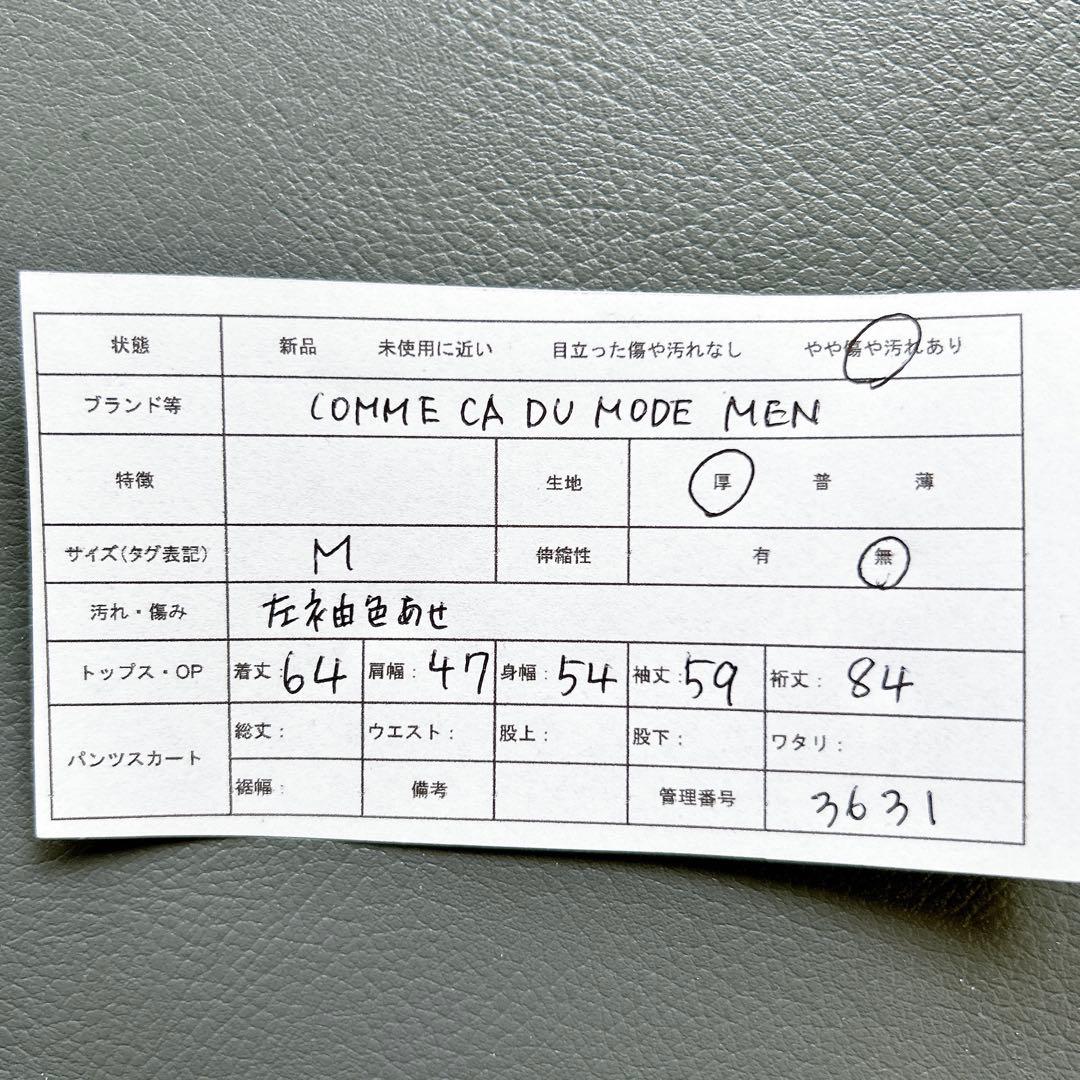 状態 新品 未使用に近い 目立った傷や汚れなし やや傷や汚れあり
ブランド等 COMME CA DU MODE MEN
特徴 生地 厚 普 薄
サイズ(タグ表記) M 伸縮性 有 無
汚れ・傷み 左袖色あせ
トップス・OP 着丈:64 肩幅:47 身幅:54 袖丈:59 裄丈:84
パンツスカート 総丈: ウエスト: 股上: 股下: ワタリ:
裾幅: 備考 管理番号 3631